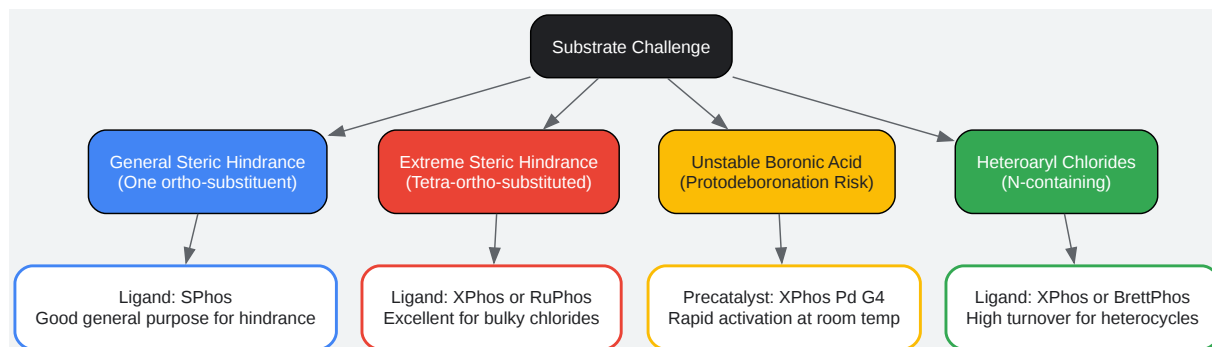 Substrate Challenge
General Steric Hindrance
(One ortho-substituent)
Extreme Steric Hindrance
(Tetra-ortho-substituted)
Unstable Boronic Acid
(Protodeboronation Risk)
Heteroaryl Chlorides
(N-containing)
Ligand: SPhos
Good general purpose for hindrance
Ligand: XPhos or RuPhos
Excellent for bulky chlorides
Precatalyst: XPhos Pd G4
Rapid activation at room temp
Ligand: XPhos or BrettPhos
High turnover for heterocycles